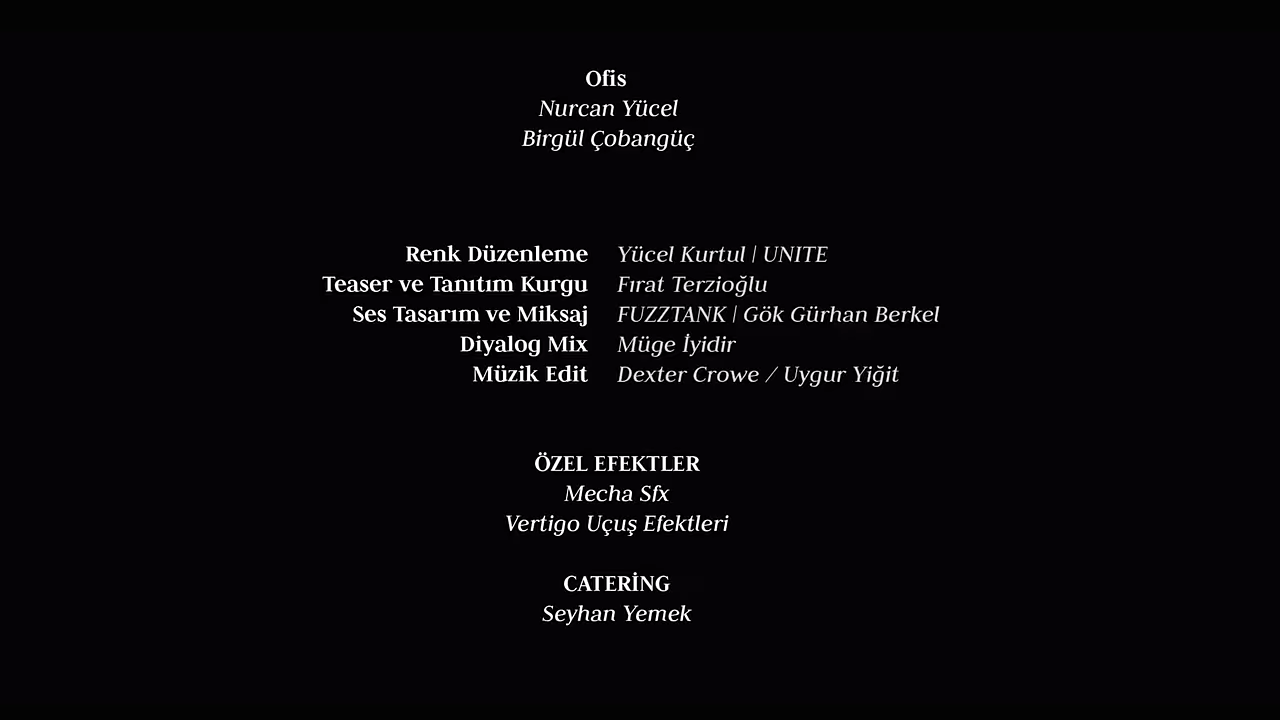 Ofis
Nurcan Yücel
Birgül Çobangüç
Renk Düzenleme Yücel Kurtul | UNITE
Teaser ve Tanıtım Kurgu Fırat Terzioğlu
Ses Tasarım ve Miksaj FUZZTANK | Gök Gürhan Berkel
Diyalog Mix Müge İyidir
Müzik Edit Dexter Crowe / Uygur Yiğit
ÖZEL EFEKTLER
Mecha Sfx
Vertigo Uçuş Efektleri
CATERİNG
Seyhan Yemek